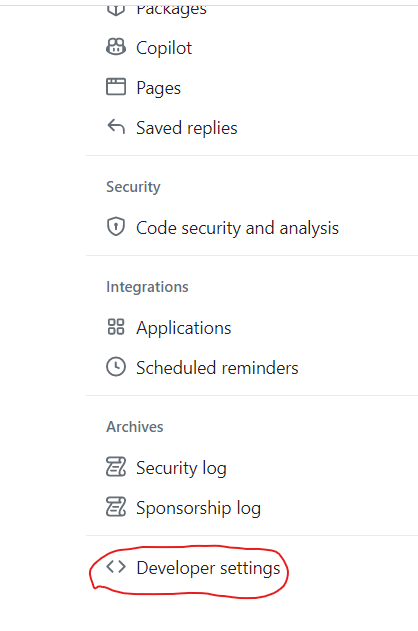 Packages
Copilot
Pages
Saved replies
Security
Code security and analysis
Integrations
Applications
Scheduled reminders
Archives
Security log
Sponsorship log
Developer settings